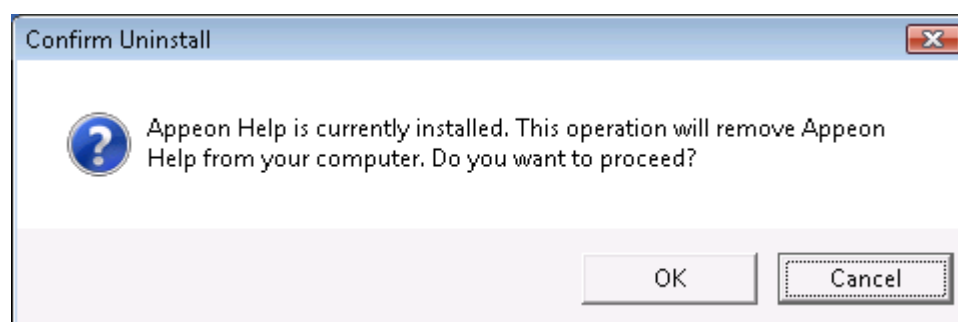 Confirm Uninstall
Appeon Help is currently installed. This operation will remove Appeon
Help from your computer. Do you want to proceed?
OK
Cancel